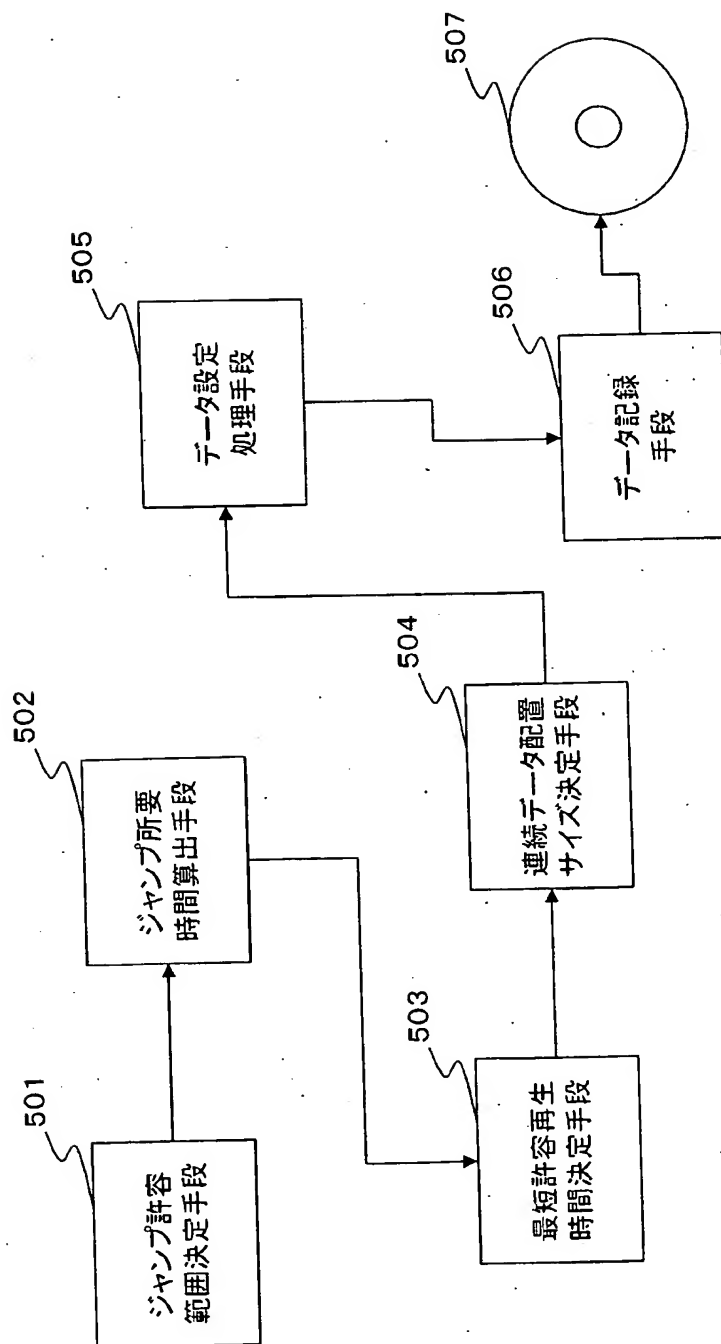 501
ジャンプ許容
範囲決定手段
502
ジャンプ所要
時間算出手段
503
最短許容再生
時間決定手段
504
連続データ配置
サイズ決定手段
505
データ設定
処理手段
506
データ記録
手段
507